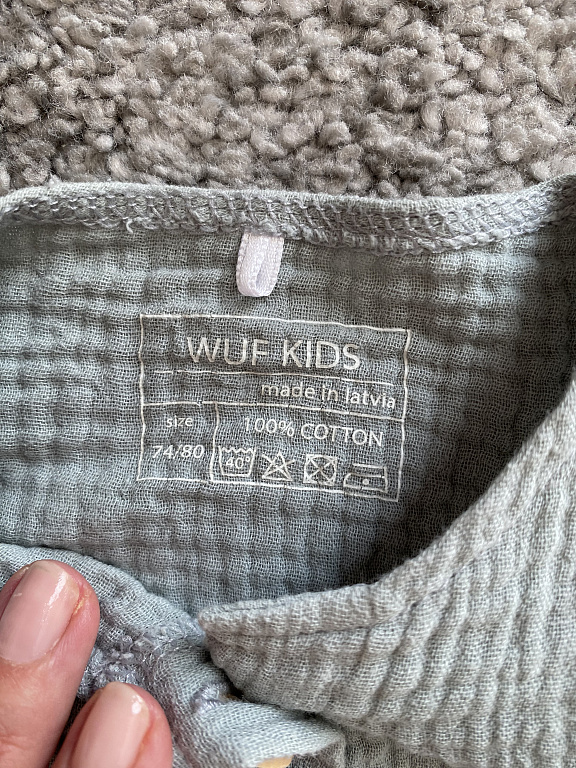 WUF KIDS
made in latvia
size
74/80
100% COTTON
40°